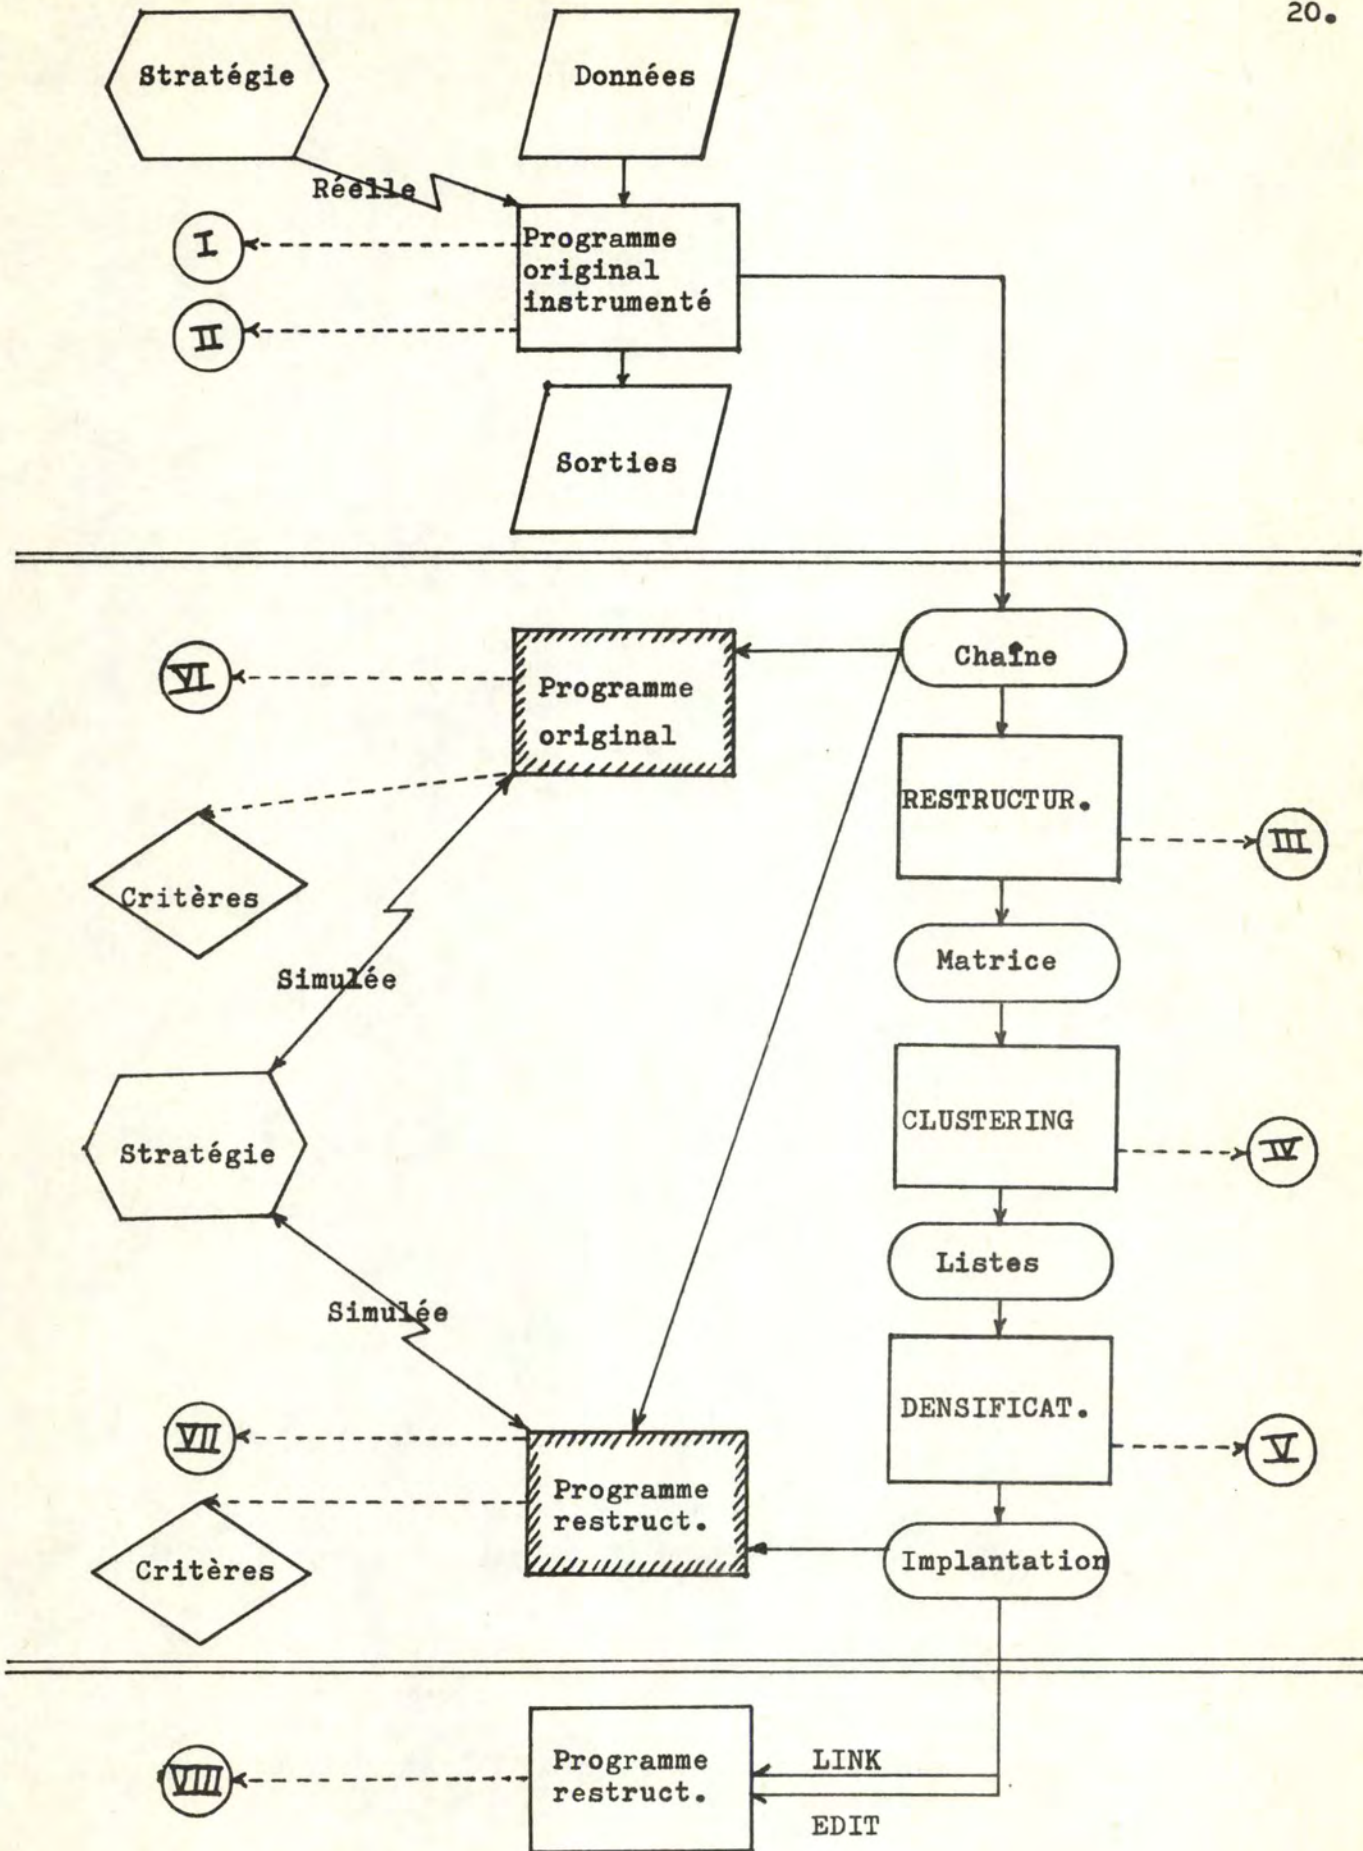 20.
Stratégie
Données
Réelle
I
Programme
original
instrumenté
II
Sorties
Chaîne
VI
Programme
original
RESTRUCTUR.
III
Critères
Matrice
Simulée
CLUSTERING
Stratégie
IV
Listes
Simulée
DENSIFICAT.
VII
V
Programme
restruct.
Critères
Implantation
Programme
restruct.
LINK
VIII
EDIT